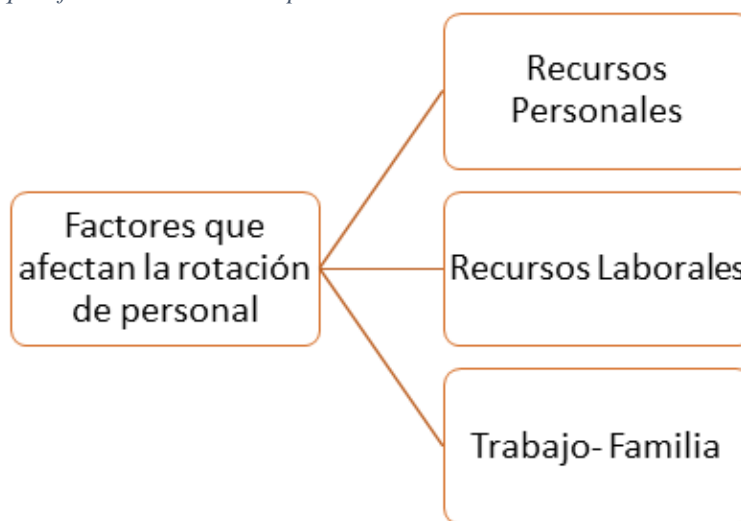 Factores que
afectan la rotación
de personal
Recursos
Personales
Recursos Laborales
Trabajo- Familia